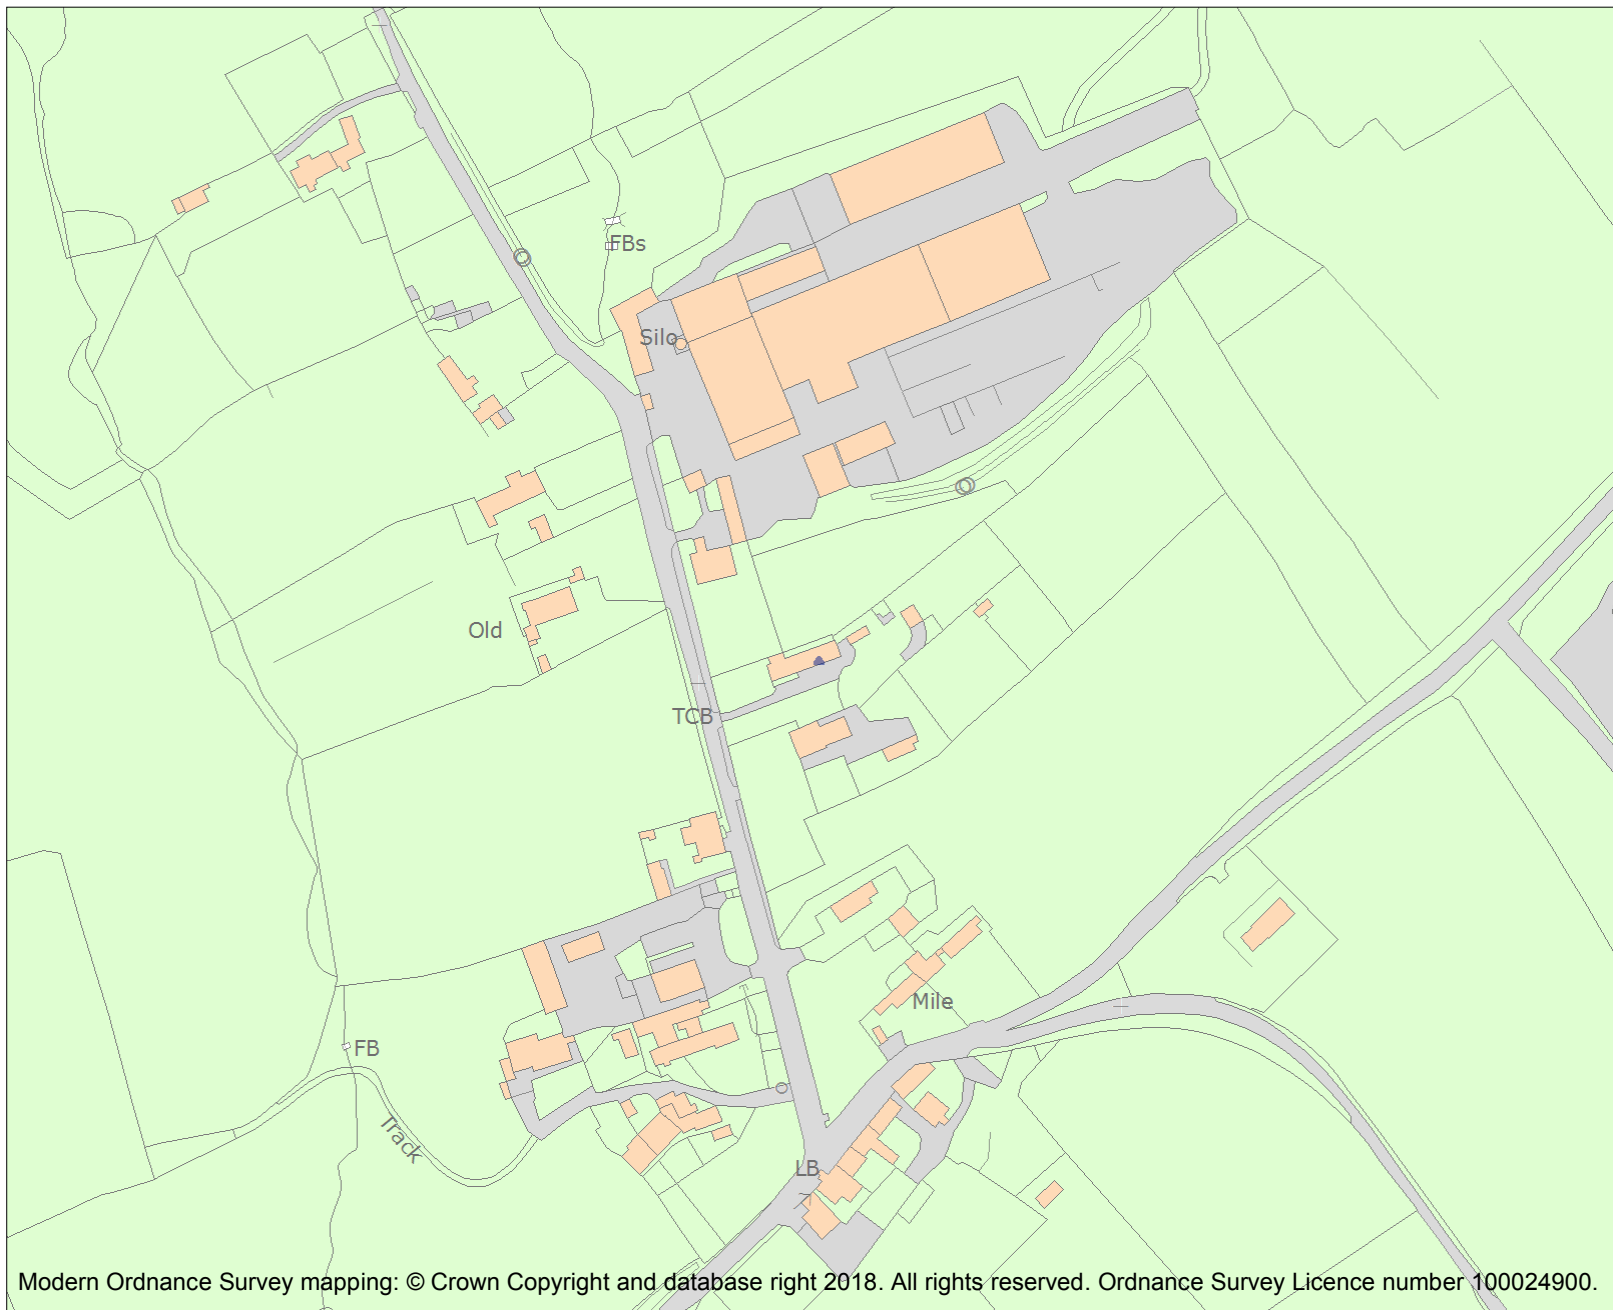 FBs
Silo
Old
TCB
Mile
FB
Track
LB
Modern Ordnance Survey mapping: © Crown Copyright and database right 2018. All rights reserved. Ordnance Survey Licence number 100024900.